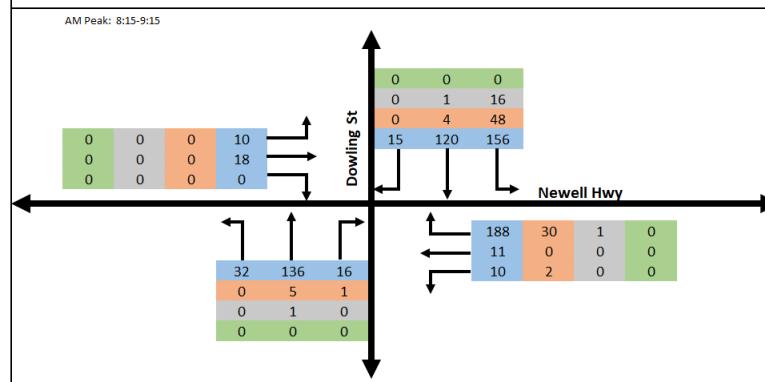 AM Peak: 8:15-9:15
Dowling St
0 0 0
0 1 16
0 4 48
15 120 156
0 0 0 10
0 0 0 18
0 0 0 0
Newell Hwy
188 30 1 0
11 0 0 0
10 2 0 0
32 136 16
0 5 1
0 1 0
0 0 0